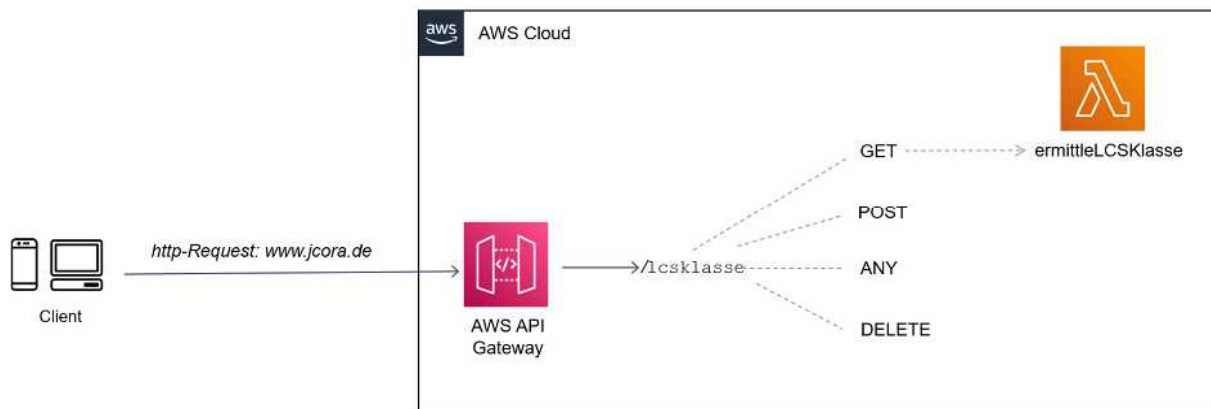 aws
AWS Cloud
GET
ermittleLCSKlasse
POST
http-Request: www.jcora.de
</>
/lcsklasse
ANY
Client
AWS API
Gateway
DELETE